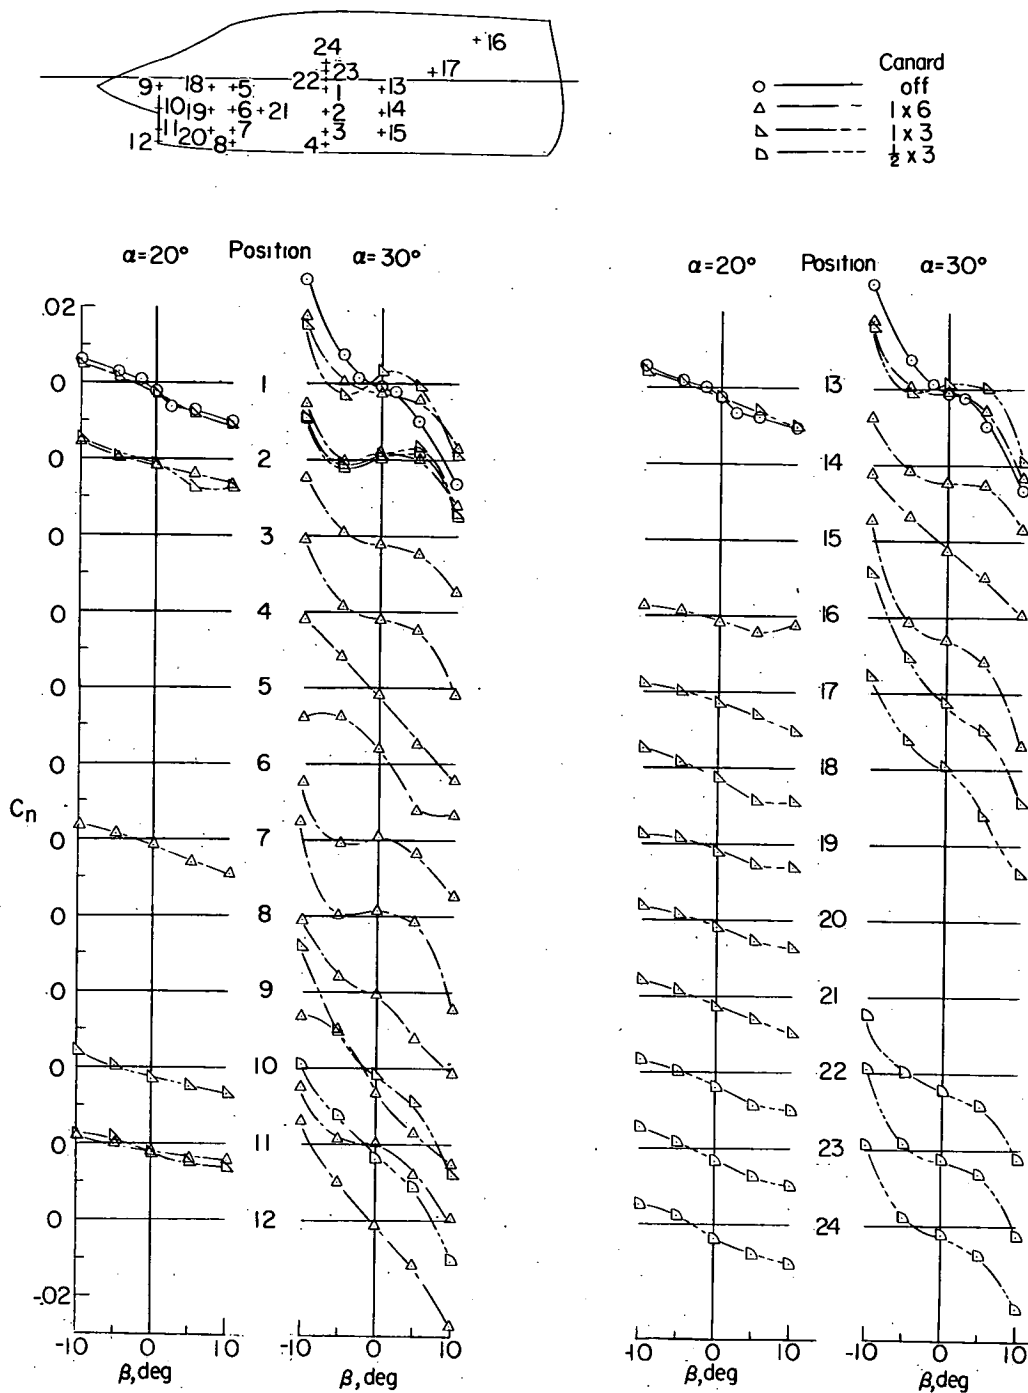 24
+16
22 +23 +17
9+ 18+ +5 +1 +13
+10 19+ +6 +21 +2 +14
+11 20+ +7 +3 +15
12 8+ 4+
Canard
off
1 x 6
1 x 3
½ x 3
α=20° Position α=30°
α=20° Position α=30°
.02
0 1 13
0 2 14
0 3 15
0 4 16
0 5 17
0 6 18
Cn
0 7 19
0 8 20
0 9 21
0 10 22
0 11 23
0 12 24
-.02
-10 0 10 -10 0 10 -10 0 10 -10 0 10
β,deg β,deg β,deg β,deg